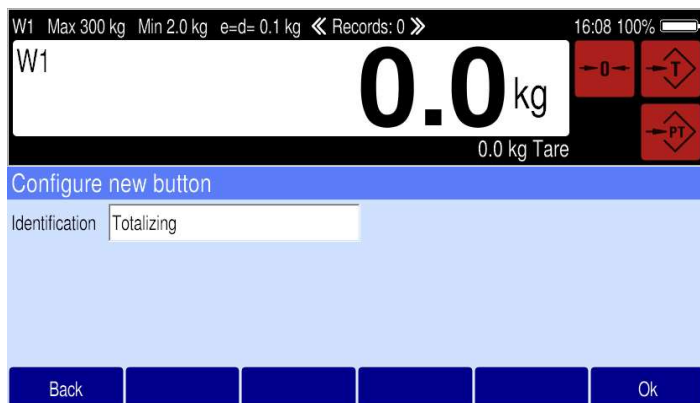 W1 Max 300 kg Min 2.0 kg e=d= 0.1 kg ≪ Records: 0 ≫ 16:08 100%
W1
0.0 kg
→0← →T
→PT
0.0 kg Tare
Configure new button
Identification Totalizing
Back Ok